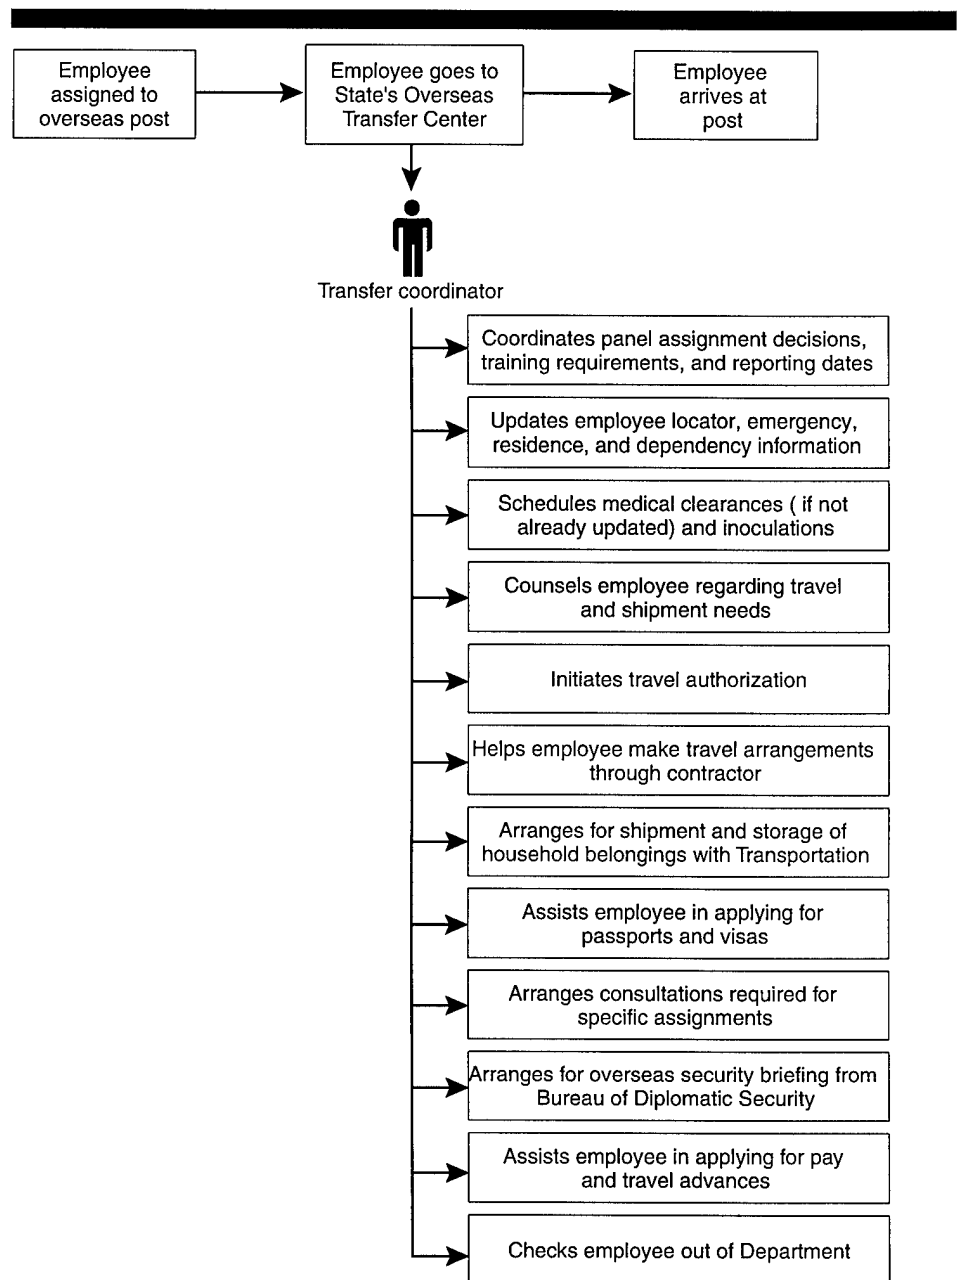 Employee
assigned to
overseas post
Employee goes to
State's Overseas
Transfer Center
Employee
arrives at
post
Transfer coordinator
Coordinates panel assignment decisions,
training requirements, and reporting dates
Updates employee locator, emergency,
residence, and dependency information
Schedules medical clearances ( if not
already updated) and inoculations
Counsels employee regarding travel
and shipment needs
Initiates travel authorization
Helps employee make travel arrangements
through contractor
Arranges for shipment and storage of
household belongings with Transportation
Assists employee in applying for
passports and visas
Arranges consultations required for
specific assignments
Arranges for overseas security briefing from
Bureau of Diplomatic Security
Assists employee in applying for pay
and travel advances
Checks employee out of Department